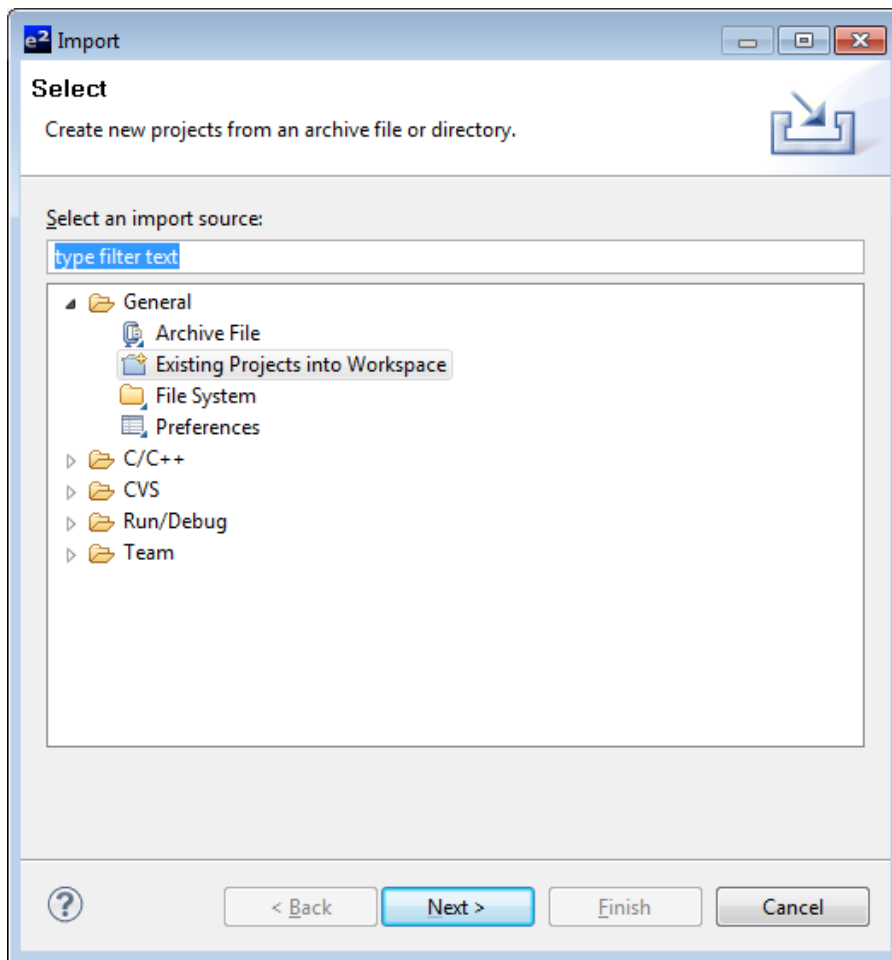 e² Import
Select
Create new projects from an archive file or directory.
Select an import source:
type filter text
General
Archive File
Existing Projects into Workspace
File System
Preferences
C/C++
CVS
Run/Debug
Team
? < Back Next > Finish Cancel